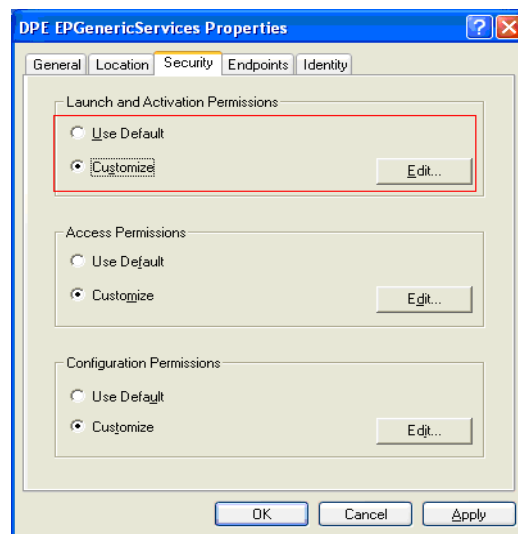 DPE EPGenericServices Properties
General Location Security Endpoints Identity
Launch and Activation Permissions
Use Default
Customize
Edit...
Access Permissions
Use Default
Customize
Edit...
Configuration Permissions
Use Default
Customize
Edit...
OK Cancel Apply